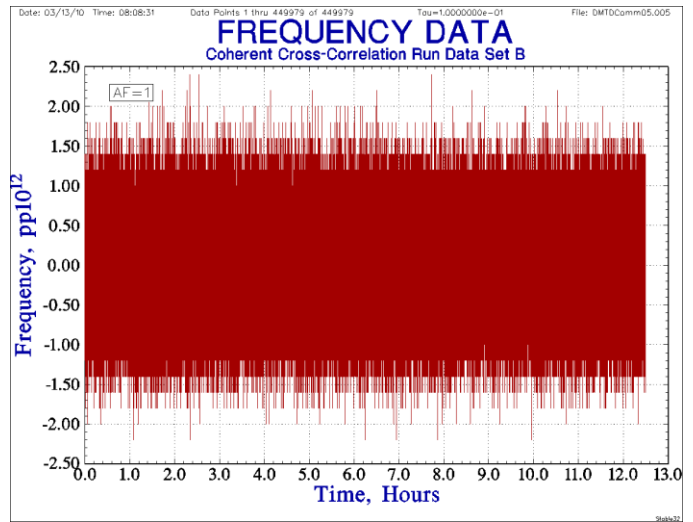 Date: 03/13/10 Time: 08:08:31 Data Points 1 thru 449979 of 449979 Tau=1.0000000e-01 File: DMTDComm05.005
FREQUENCY DATA
Coherent Cross-Correlation Run Data Set B
AF=1
2.50
2.00
1.50
1.00
0.50
0.00
-0.50
-1.00
-1.50
-2.00
-2.50
Frequency, pp10¹²
0.0 1.0 2.0 3.0 4.0 5.0 6.0 7.0 8.0 9.0 10.0 11.0 12.0 13.0
Time, Hours
Stable32